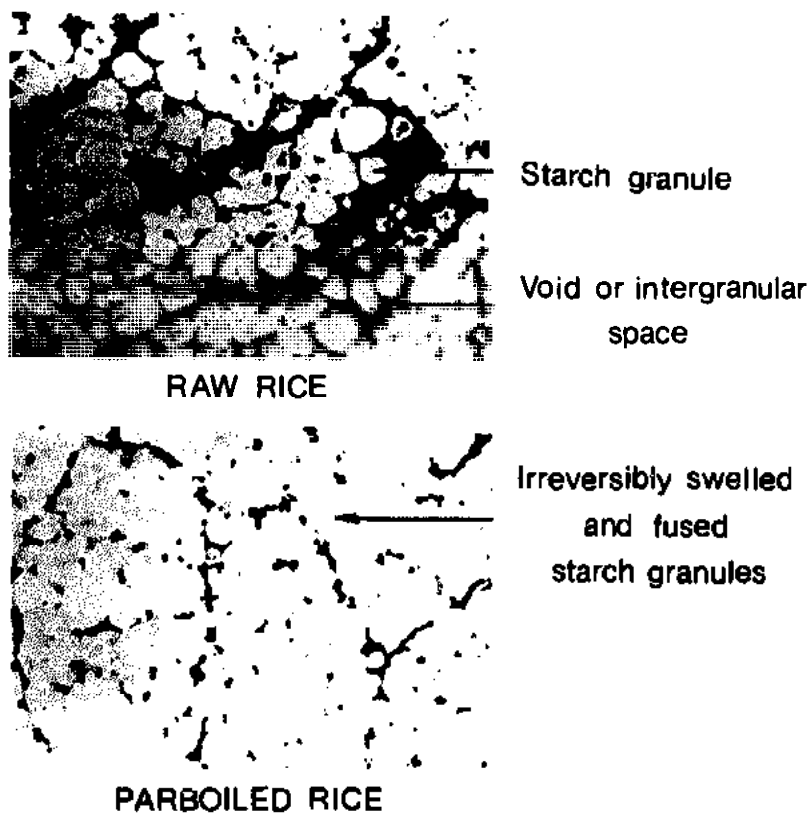 Starch granule
Void or intergranular
space
RAW RICE
Irreversibly swelled
and fused
starch granules
PARBOILED RICE